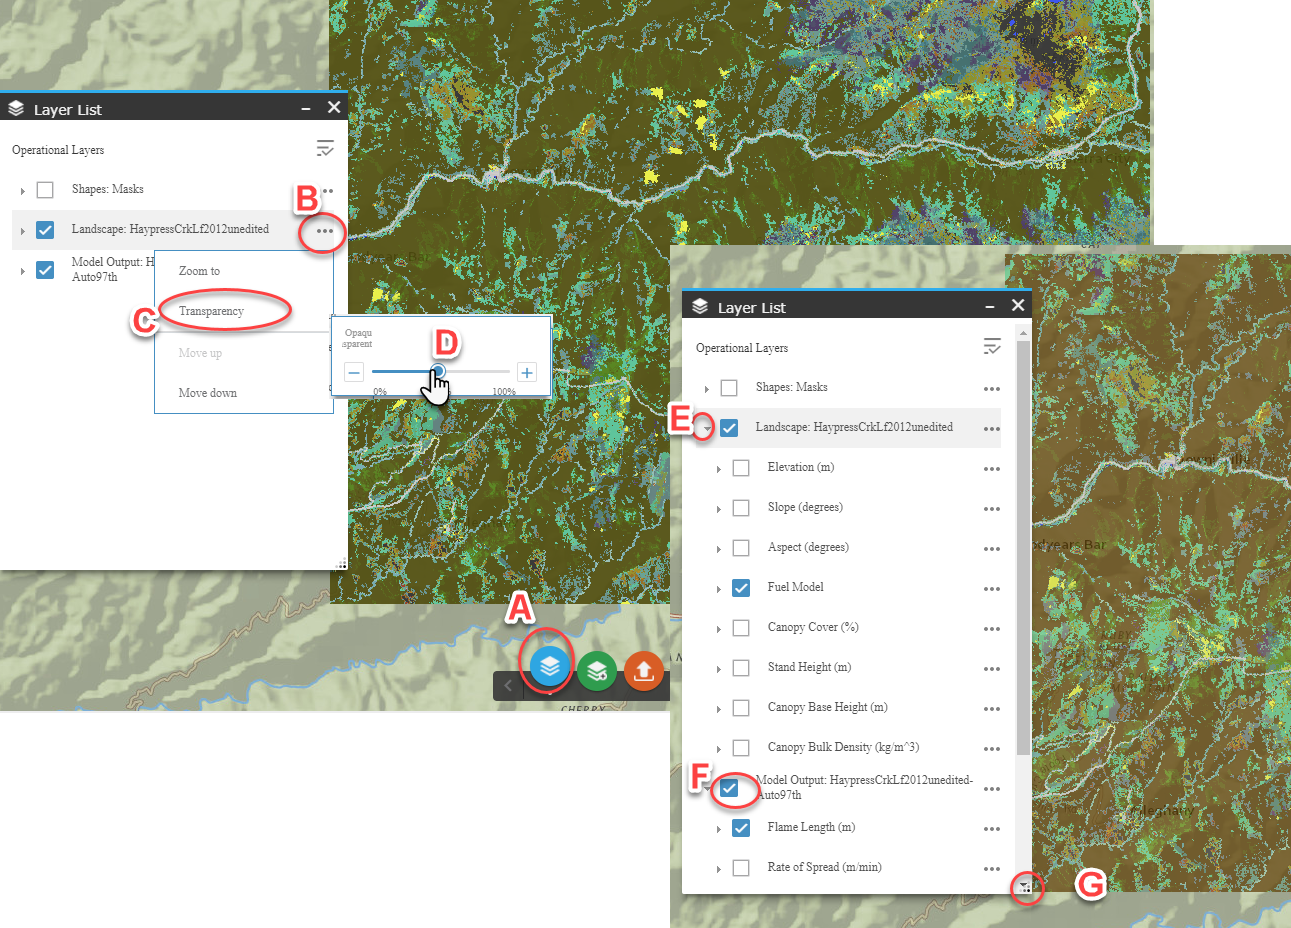 Layer List
Operational Layers
Shapes: Masks
B
Landscape: HaypressCrkLf2012unedited
Model Output: H
Auto97th
Zoom to
C
Transparency
Move up
Move down
Opaqu
sparent
D
0%
100%
A
CHERRY
Layer List
Operational Layers
Shapes: Masks
E
Landscape: HaypressCrkLf2012unedited
Elevation (m)
Slope (degrees)
Aspect (degrees)
Fuel Model
Canopy Cover (%)
Stand Height (m)
Canopy Base Height (m)
Canopy Bulk Density (kg/m^3)
F
Model Output: HaypressCrkLf2012unedited-
Auto97th
Flame Length (m)
Rate of Spread (m/min)
G
Bar